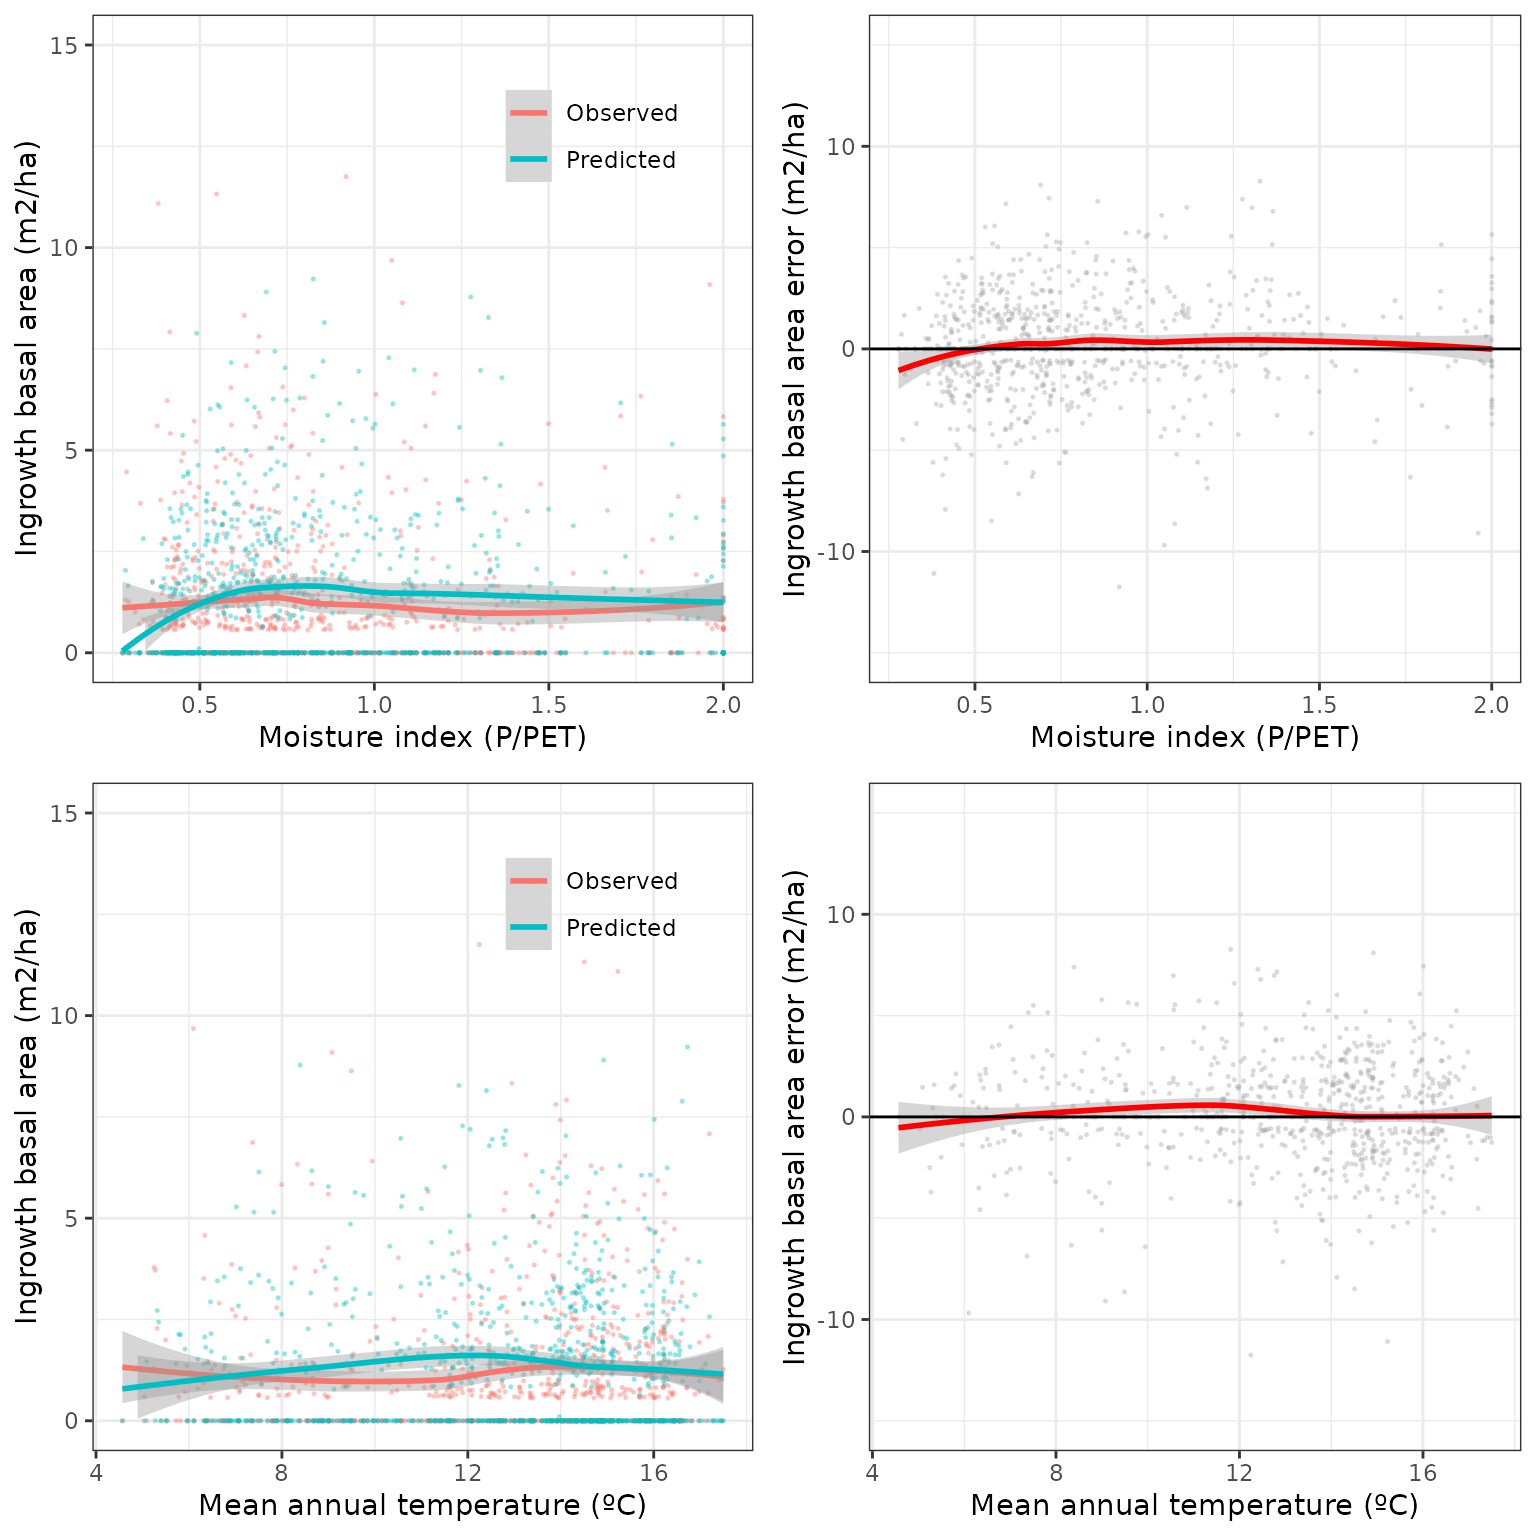 15
10
5
0
Ingrowth basal area (m2/ha)
Observed
Predicted
0.5 1.0 1.5 2.0
Moisture index (P/PET)
10
0
-10
Ingrowth basal area error (m2/ha)
0.5 1.0 1.5 2.0
Moisture index (P/PET)
15
10
5
0
Ingrowth basal area (m2/ha)
Observed
Predicted
4 8 12 16
Mean annual temperature (ºC)
10
0
-10
Ingrowth basal area error (m2/ha)
4 8 12 16
Mean annual temperature (ºC)